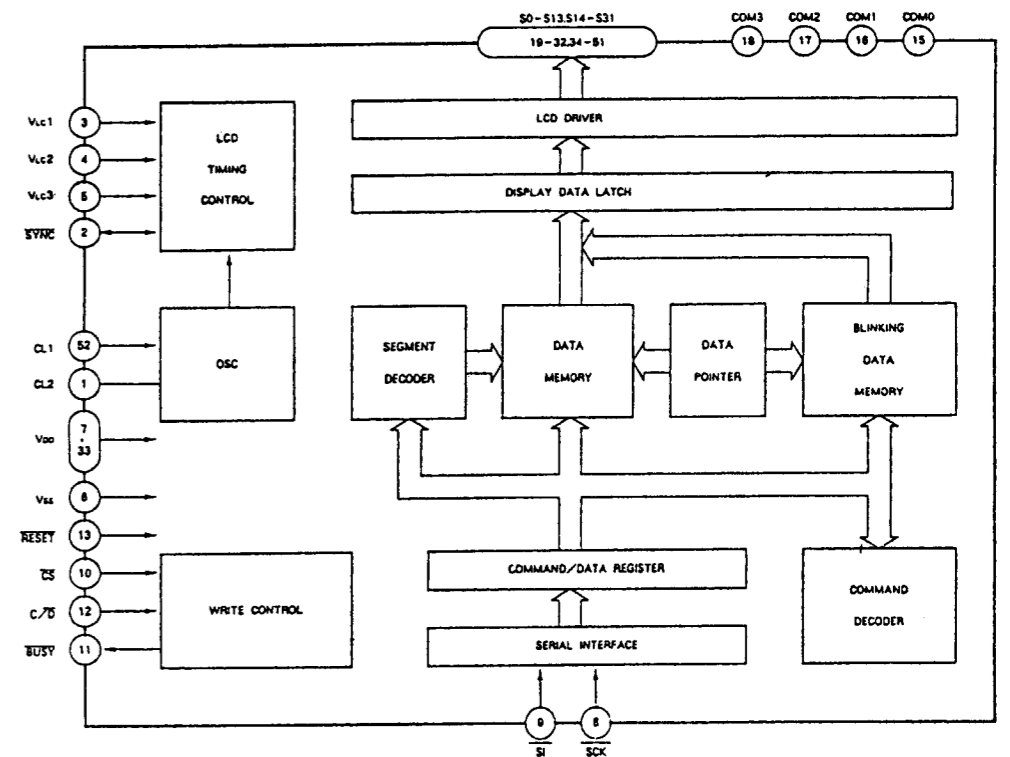 S0-S13.S14-S31
COM3 COM2 COM1 COM0
19-32.34-51
18 17 16 15
LCD DRIVER
DISPLAY DATA LATCH
VLC1 3
VLC2 4
VLC3 5
SYNC 2
LCD
TIMING
CONTROL
CL1 52
CL2 1
OSC
VDD 7
33
VSS 6
RESET 13
CS 10
C/D 12
BUSY 11
SEGMENT
DECODER
DATA
MEMORY
DATA
POINTER
BLINKING
DATA
MEMORY
WRITE CONTROL
COMMAND/DATA REGISTER
SERIAL INTERFACE
COMMAND
DECODER
9 8
SI SCK